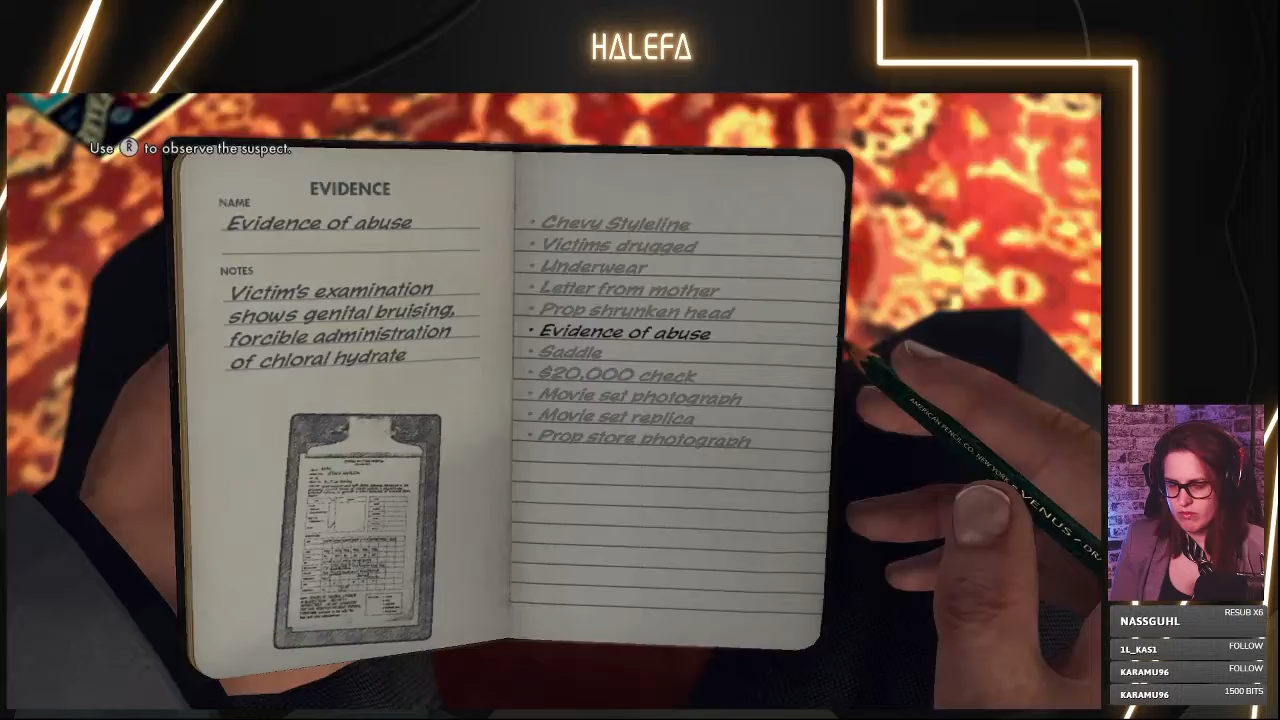 HALEFA
Use R to observe the suspect.
EVIDENCE
NAME
Evidence of abuse
NOTES
Victim's examination
shows genital bruising,
forcible administration
of chloral hydrate
· Chevy Styleline
· Victims drugged
· Underwear
· Letter from mother
· Prop shrunken head
· Evidence of abuse
· Saddle
· $20,000 check
· Movie set photograph
· Movie set replica
· Prop store photograph
AMERICAN PENCIL CO. NEW YORK
VENUS
NASSGUHL RESUB X6
1L_KAS1 FOLLOW
KARAMU96 FOLLOW
KARAMU96 1500 BITS